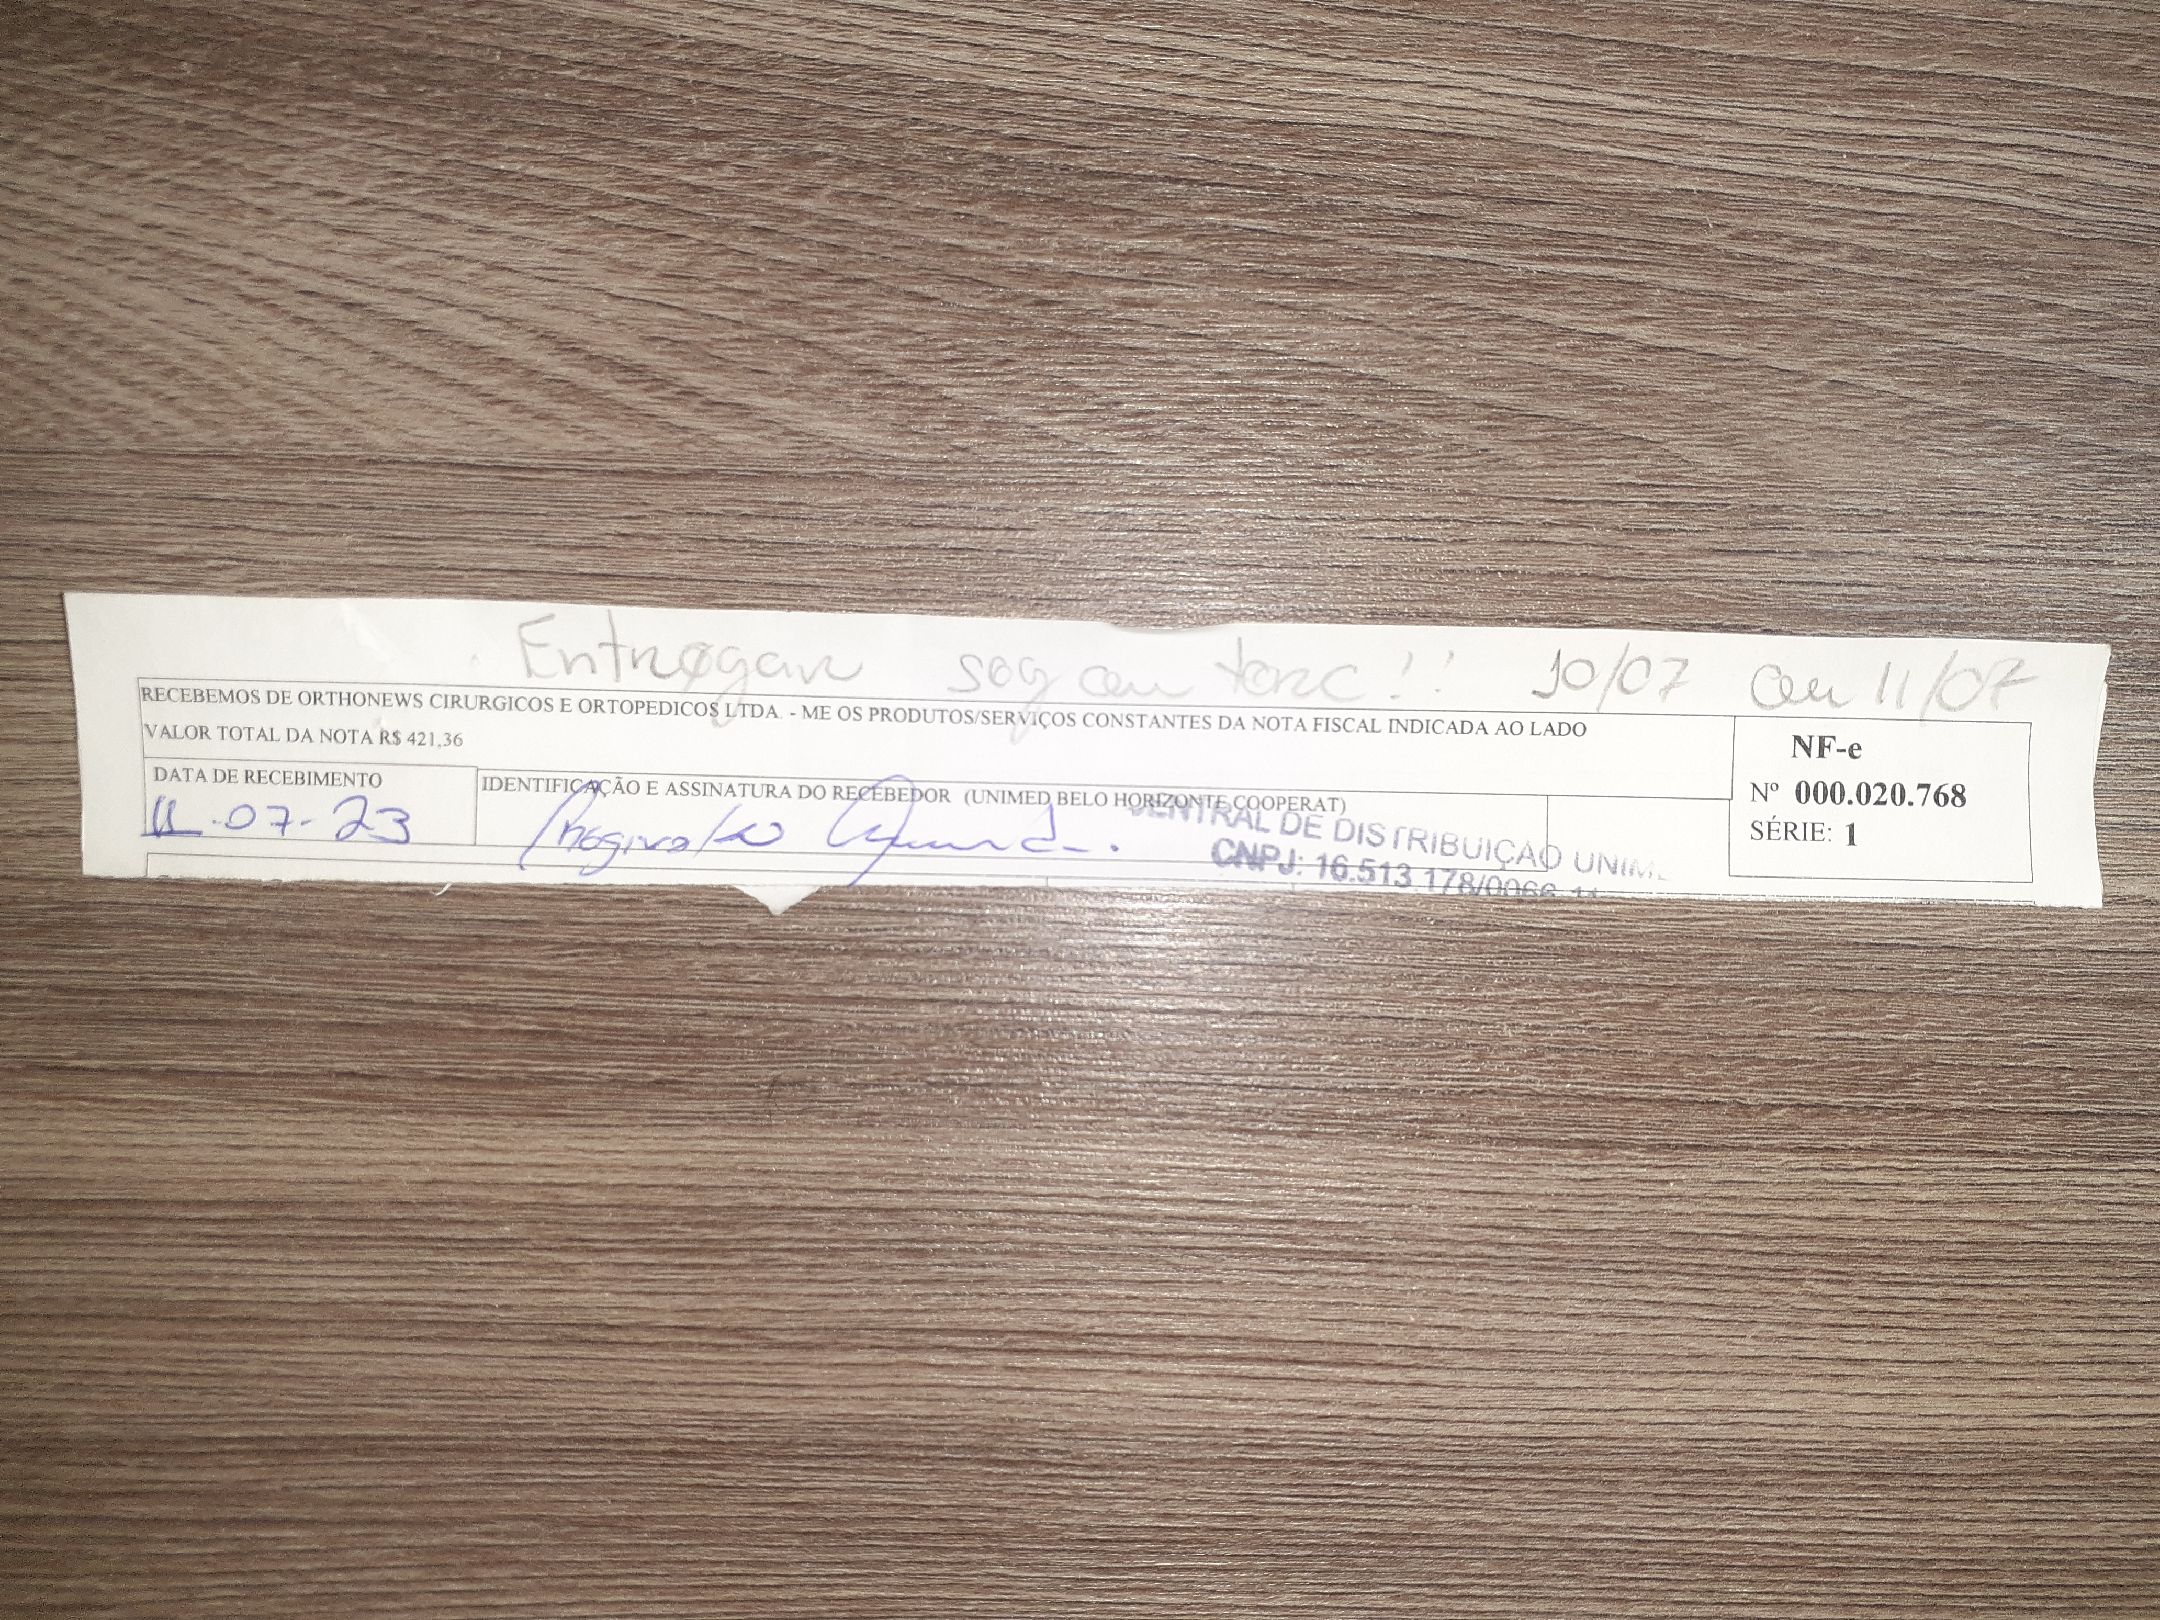 Entregar seg ou terc!! 10/07 ou 11/07
RECEBEMOS DE ORTHONEWS CIRURGICOS E ORTOPEDICOS LTDA. - ME OS PRODUTOS/SERVIÇOS CONSTANTES DA NOTA FISCAL INDICADA AO LADO
VALOR TOTAL DA NOTA R$ 421,36
DATA DE RECEBIMENTO
11-07-23
IDENTIFICAÇÃO E ASSINATURA DO RECEBEDOR (UNIMED BELO HORIZONTE COOPERAT)
CENTRAL DE DISTRIBUIÇÃO
CNPJ: 16.513.178/0066
NF-e
Nº 000.020.768
SÉRIE: 1